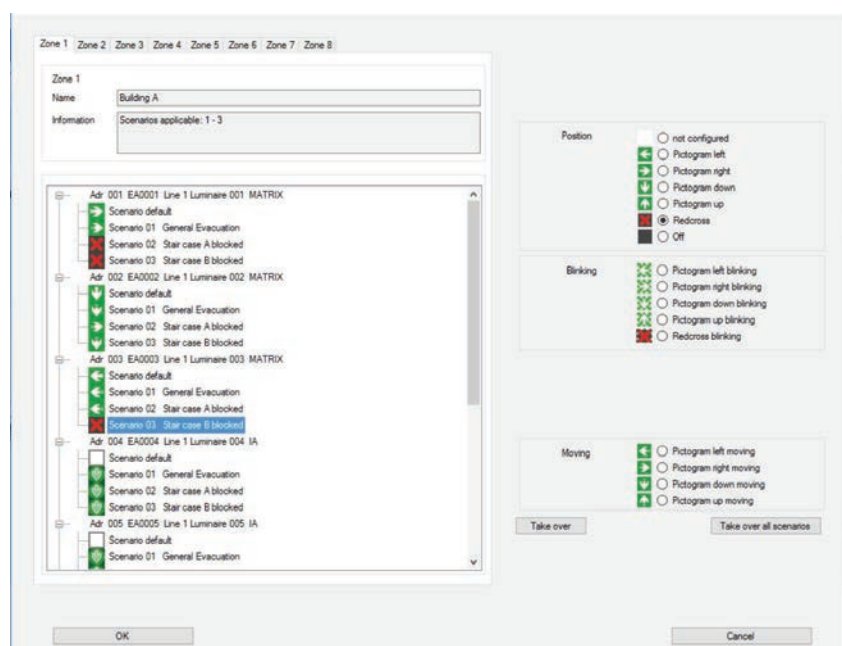 Zone 1 Zone 2 Zone 3 Zone 4 Zone 5 Zone 6 Zone 7 Zone 8
Zone 1
Name Building A
Information Scenarios applicable: 1 - 3
Adr 001 EA0001 Line 1 Luminaire 001 MATRIX
Scenario default
Scenario 01 General Evacuation
Scenario 02 Stair case A blocked
Scenario 03 Stair case B blocked
Adr 002 EA0002 Line 1 Luminaire 002 MATRIX
Scenario default
Scenario 01 General Evacuation
Scenario 02 Stair case A blocked
Scenario 03 Stair case B blocked
Adr 003 EA0003 Line 1 Luminaire 003 MATRIX
Scenario default
Scenario 01 General Evacuation
Scenario 02 Stair case A blocked
Scenario 03 Stair case B blocked
Adr 004 EA0004 Line 1 Luminaire 004 IA
Scenario default
Scenario 01 General Evacuation
Scenario 02 Stair case A blocked
Scenario 03 Stair case B blocked
Adr 005 EA0005 Line 1 Luminaire 005 IA
Scenario default
Scenario 01 General Evacuation
Position
not configured
Pictogram left
Pictogram right
Pictogram down
Pictogram up
Redcross
Off
Blinking
Pictogram left blinking
Pictogram right blinking
Pictogram down blinking
Pictogram up blinking
Redcross blinking
Moving
Pictogram left moving
Pictogram right moving
Pictogram down moving
Pictogram up moving
Take over Take over all scenarios
OK Cancel